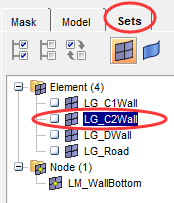 Mask Model Sets
Element (4)
LG_C1Wall
LG_C2Wall
LG_DWall
LG_Road
Node (1)
LM_WallBottom